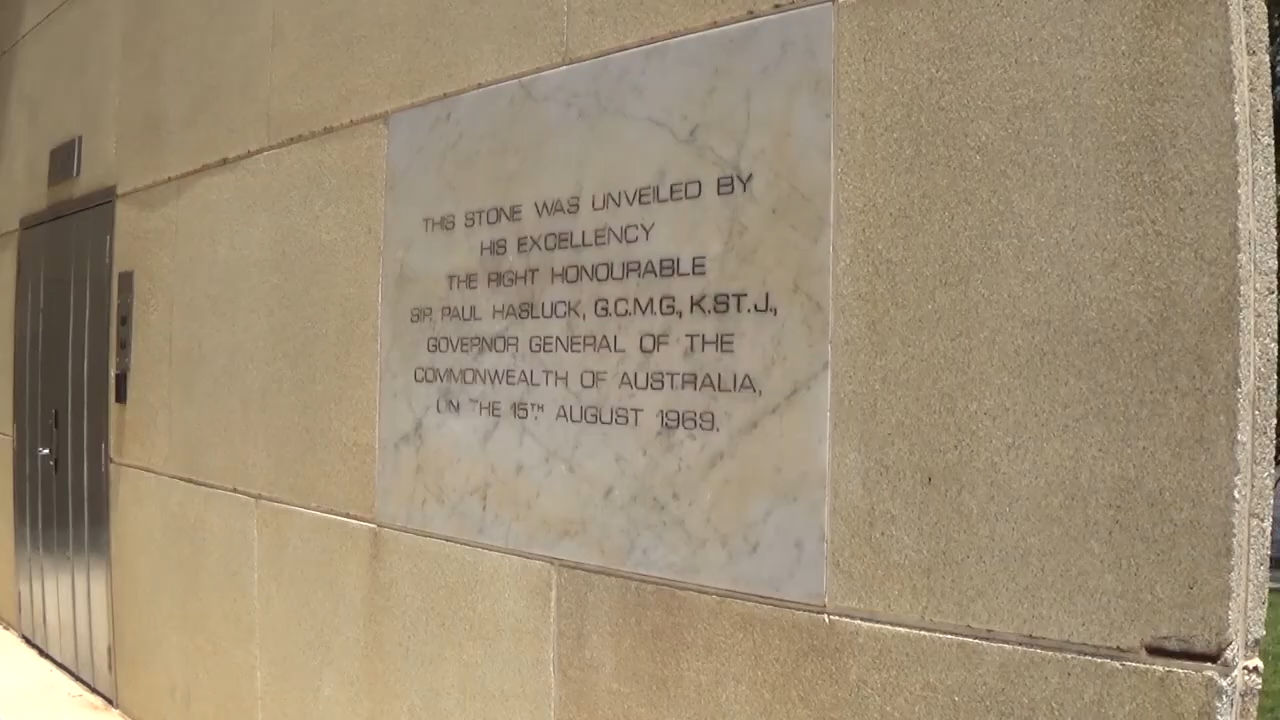 THIS STONE WAS UNVEILED BY
HIS EXCELLENCY
THE RIGHT HONOURABLE
SIR PAUL HASLUCK, G.C.M.G., K.ST.J.,
GOVERNOR GENERAL OF THE
COMMONWEALTH OF AUSTRALIA,
ON THE 15TH AUGUST 1969.